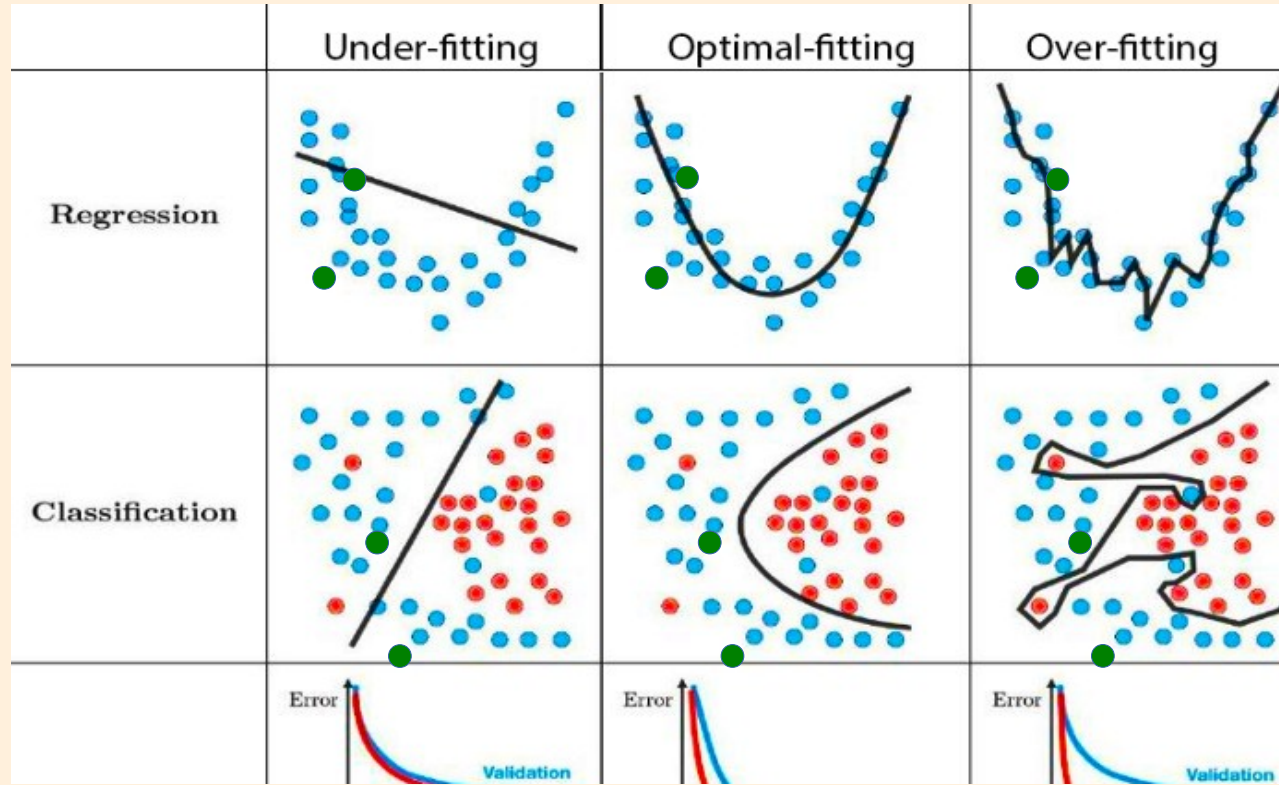 Under-fitting
Optimal-fitting
Over-fitting
Regression
Classification
Error
Validation
Error
Error
Validation